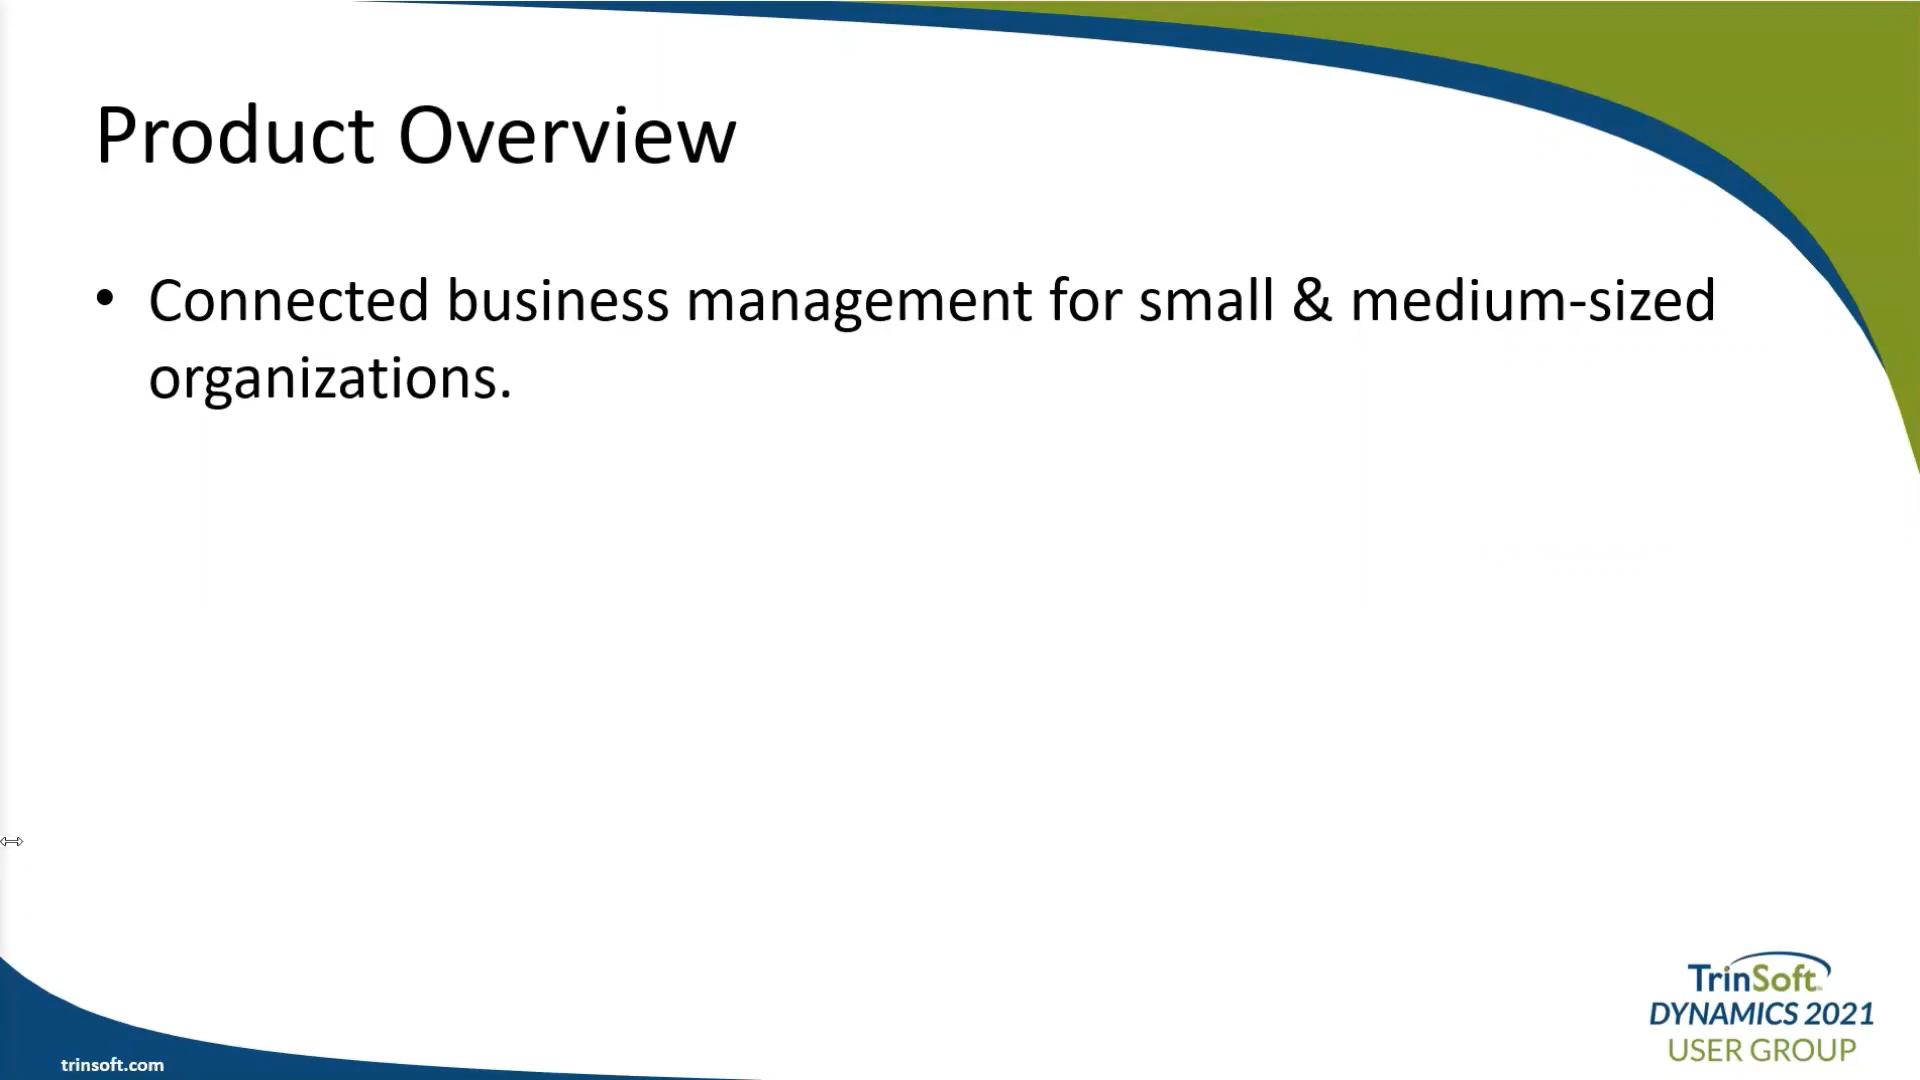 Product Overview
• Connected business management for small & medium-sized
organizations.
TrinSoft
DYNAMICS 2021
USER GROUP
trinsoft.com